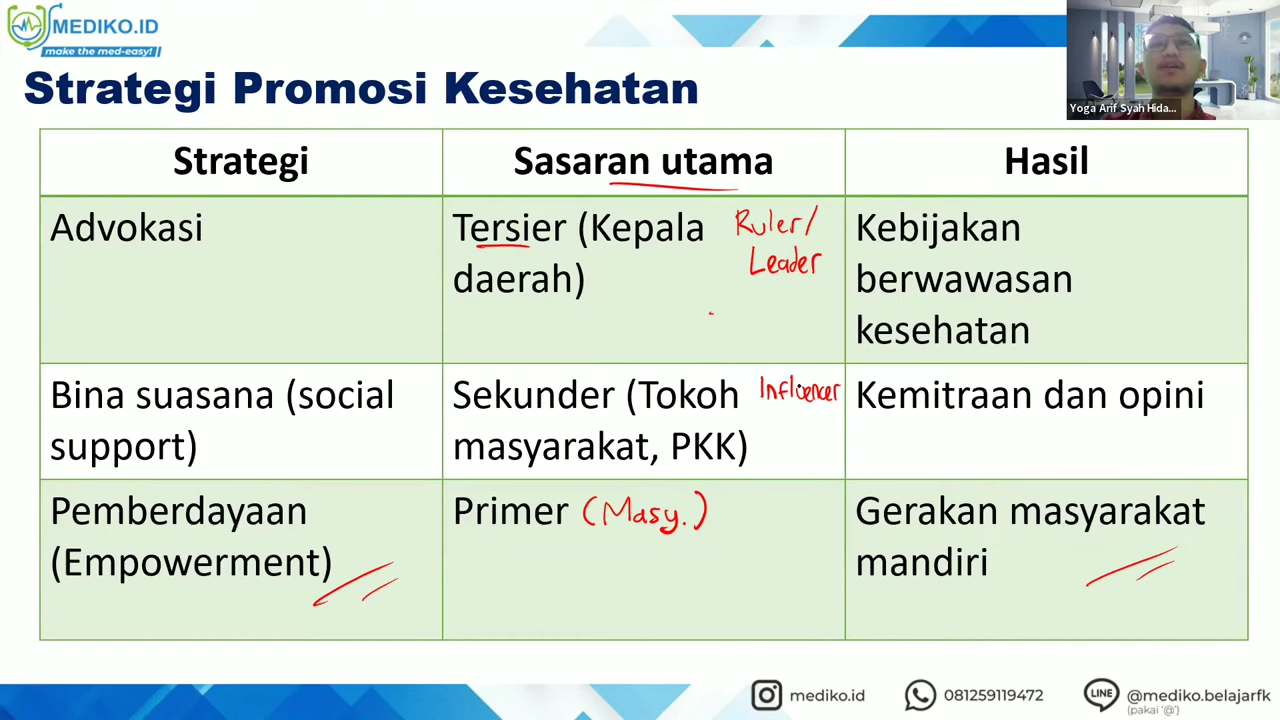 MEDIKO.ID
make the med-easy!
Yoga Arif Syah Hida...
Strategi Promosi Kesehatan
Strategi
Sasaran utama
Hasil
Advokasi
Tersier (Kepala
daerah)
Ruler/
Leader
Kebijakan
berwawasan
kesehatan
Bina suasana (social
support)
Sekunder (Tokoh
masyarakat, PKK)
Influencer
Kemitraan dan opini
Pemberdayaan
(Empowerment)
Primer (Masy.)
Gerakan masyarakat
mandiri
mediko.id
081259119472
LINE
@mediko.belajarfk
(pakai '@')